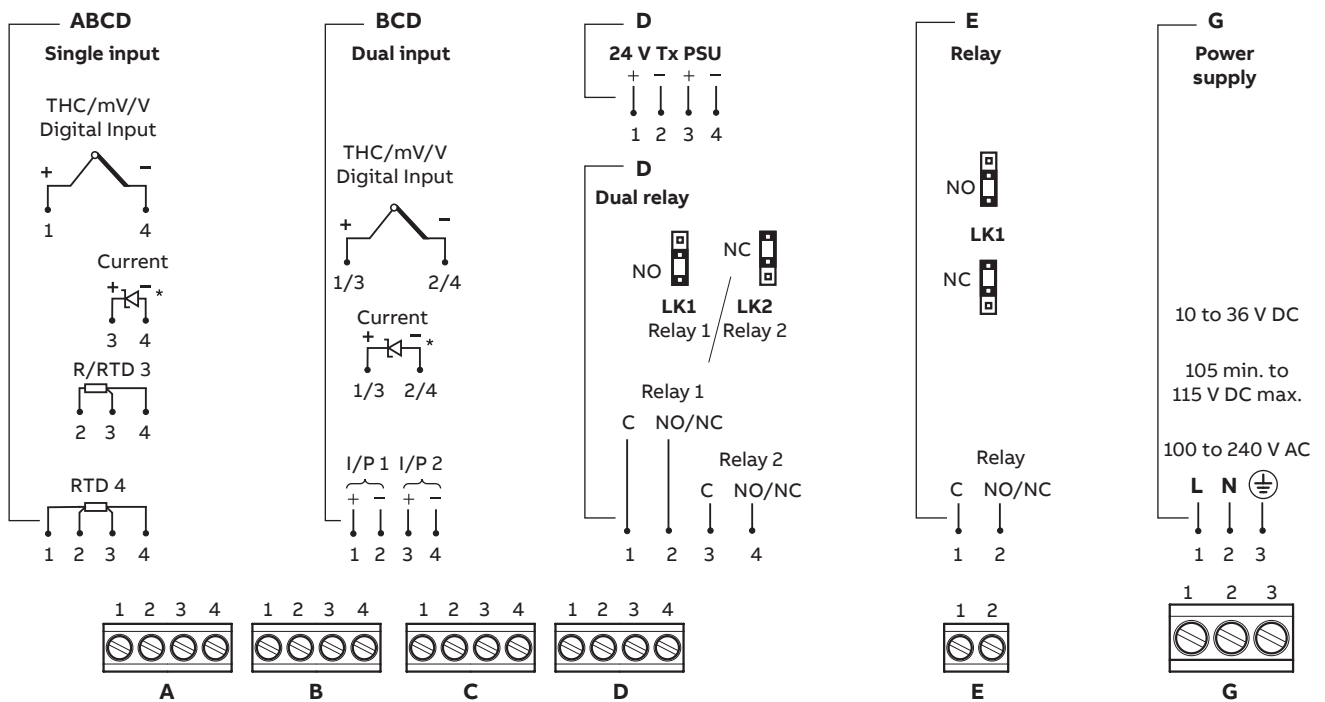 ABCD
Single input
THC/mV/V
Digital Input
+ −
1 4
Current
+ − *
3 4
R/RTD 3
2 3 4
RTD 4
1 2 3 4
BCD
Dual input
THC/mV/V
Digital Input
+ −
1/3 2/4
Current
+ − *
1/3 2/4
I/P 1 I/P 2
+ − + −
1 2 3 4
D
24 V Tx PSU
+ − + −
1 2 3 4
D
Dual relay
NO NC
LK1 LK2
Relay 1 Relay 2
Relay 1
C NO/NC
Relay 2
C NO/NC
1 2 3 4
E
Relay
NO
LK1
NC
Relay
C NO/NC
1 2
G
Power
supply
10 to 36 V DC
105 min. to
115 V DC max.
100 to 240 V AC
L N
1 2 3
1 2 3 4
A
1 2 3 4
B
1 2 3 4
C
1 2 3 4
D
1 2
E
1 2 3
G